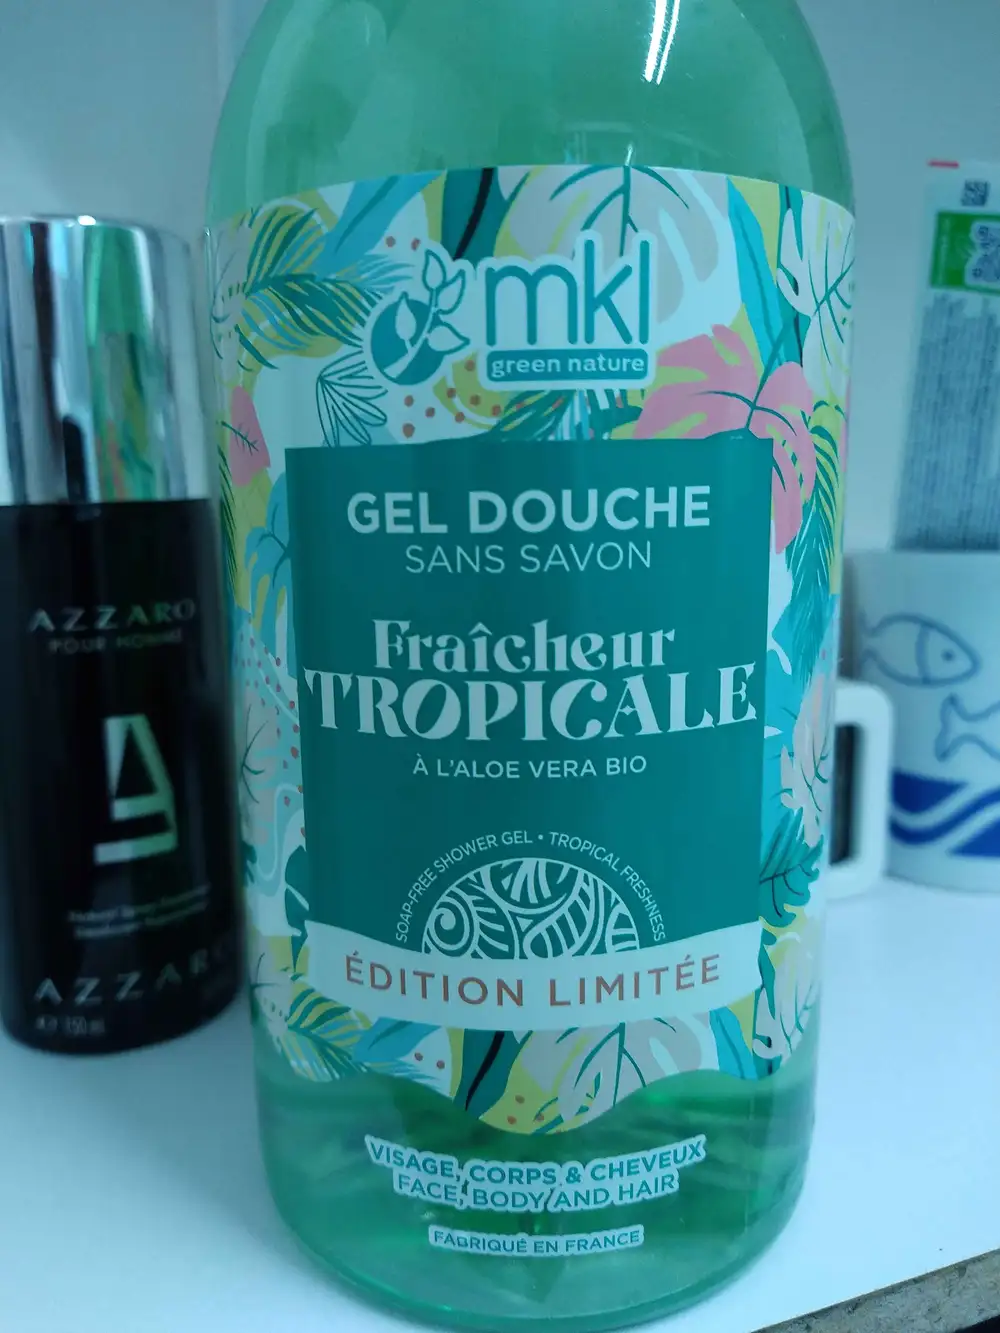 mkl
green nature
GEL DOUCHE
SANS SAVON
Fraîcheur
TROPICALE
À L'ALOE VERA BIO
SOAP-FREE SHOWER GEL • TROPICAL FRESHNESS
ÉDITION LIMITÉE
VISAGE, CORPS & CHEVEUX
FACE, BODY AND HAIR
FABRIQUÉ EN FRANCE
AZZARO
POUR HOMME
AZZARO
150 ml